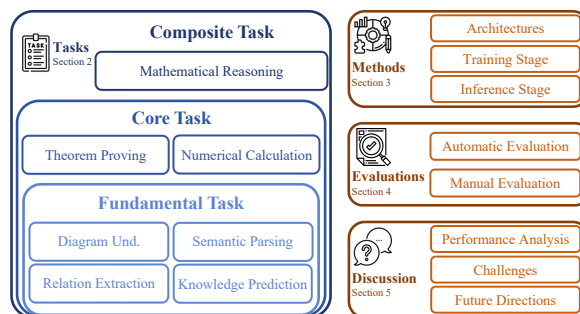 Composite Task
TASK
Tasks
Section 2
Mathematical Reasoning
Core Task
Theorem Proving
Numerical Calculation
Fundamental Task
Diagram Und.
Semantic Parsing
Relation Extraction
Knowledge Prediction
Methods
Section 3
Architectures
Training Stage
Inference Stage
Evaluations
Section 4
Automatic Evaluation
Manual Evaluation
Discussion
Section 5
Performance Analysis
Challenges
Future Directions